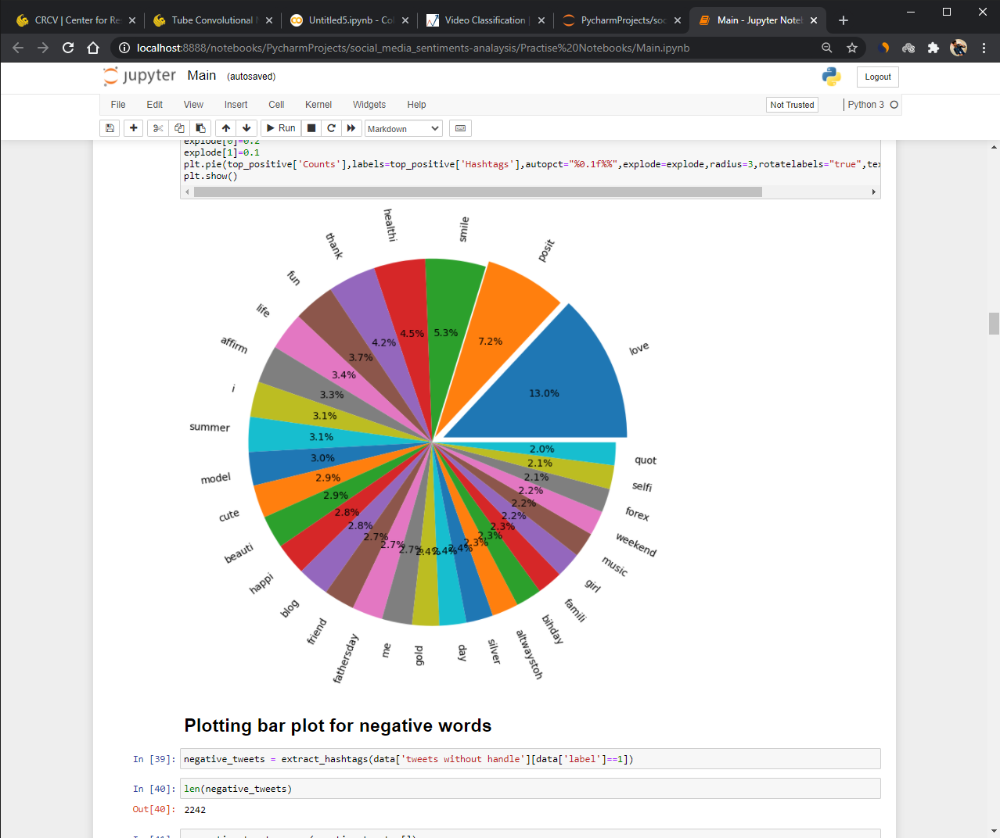 CRCV | Center for Re
Tube Convolutional N
Untitled5.ipynb - Col
Video Classification |
PycharmProjects/soc
Main - Jupyter Noteb
localhost:8888/notebooks/PycharmProjects/social_media_sentiments-analaysis/Practise%20Notebooks/Main.ipynb
jupyter Main (autosaved)
Logout
File Edit View Insert Cell Kernel Widgets Help
Not Trusted
Python 3
Run
Markdown
explode[0]=0.2
explode[1]=0.1
plt.pie(top_positive['Counts'],labels=top_positive['Hashtags'],autopct="%0.1f%%",explode=explode,radius=3,rotatelabels="true",tex
plt.show()
love
posit
smile
healthi
thank
fun
life
affirm
i
summer
model
cute
beauti
happi
blog
friend
fathersday
me
gold
day
silver
altwaystoh
bihday
famili
girl
music
weekend
forex
selfi
quot
13.0%
7.2%
5.3%
4.5%
4.2%
3.7%
3.4%
3.3%
3.1%
3.1%
3.0%
2.9%
2.9%
2.8%
2.8%
2.7%
2.7%
2.7%
2.4%
2.4%
2.4%
2.3%
2.3%
2.3%
2.2%
2.2%
2.2%
2.1%
2.1%
2.0%
Plotting bar plot for negative words
In [39]: negative_tweets = extract_hashtags(data['tweets without handle'][data['label']==1])
In [40]: len(negative_tweets)
Out[40]: 2242